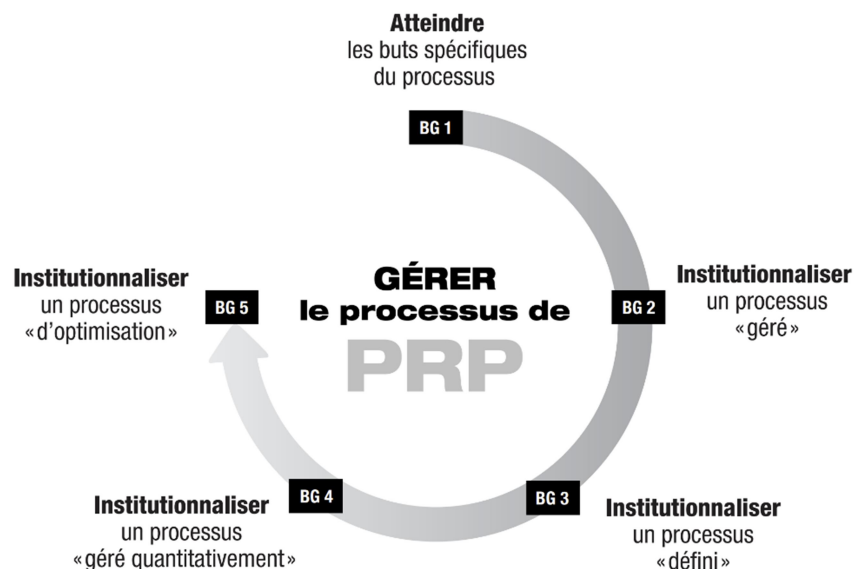 Atteindre
les buts spécifiques
du processus
BG 1
Institutionnaliser
un processus
«géré»
BG 2
Institutionnaliser
un processus
«défini»
BG 3
Institutionnaliser
un processus
«géré quantitativement»
BG 4
Institutionnaliser
un processus
«d'optimisation»
BG 5
GÉRER
le processus de
PRP